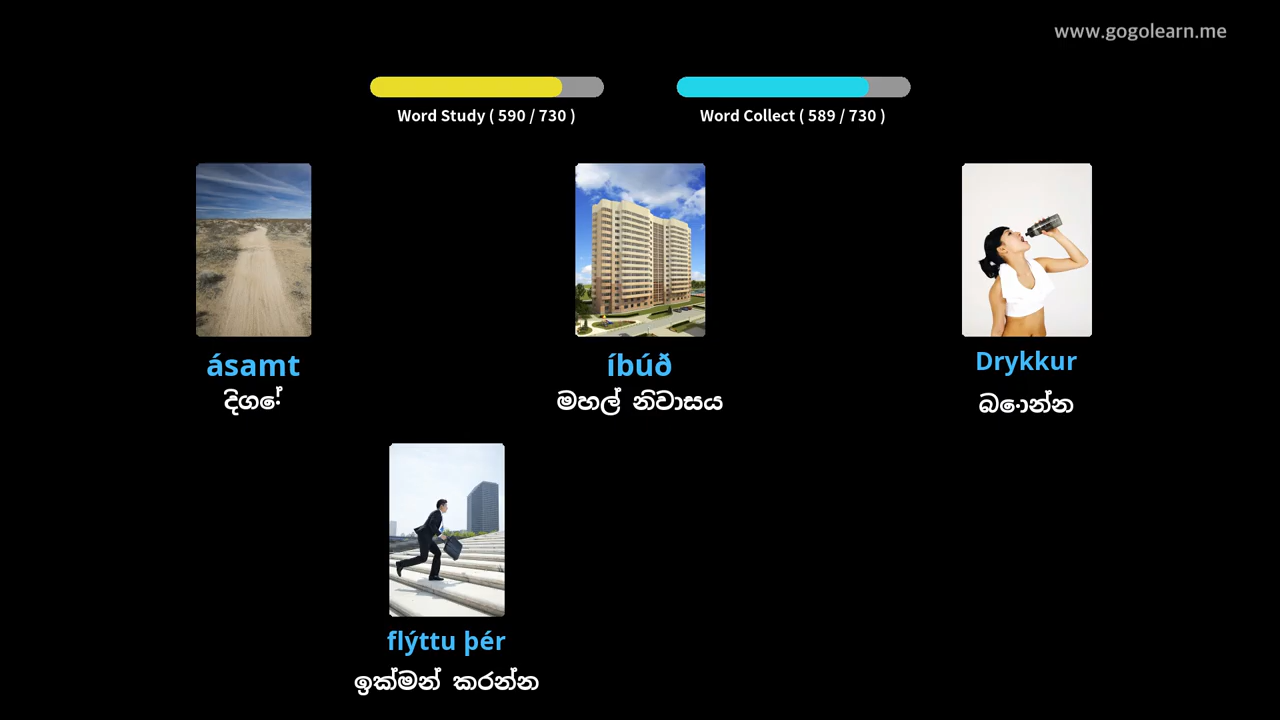 www.gogolearn.me
Word Study ( 590 / 730 )
Word Collect ( 589 / 730 )
ásamt
දිගේ
íbúð
මහල් නිවාසය
Drykkur
බොන්න
flýttu þér
ඉක්මන් කරන්න